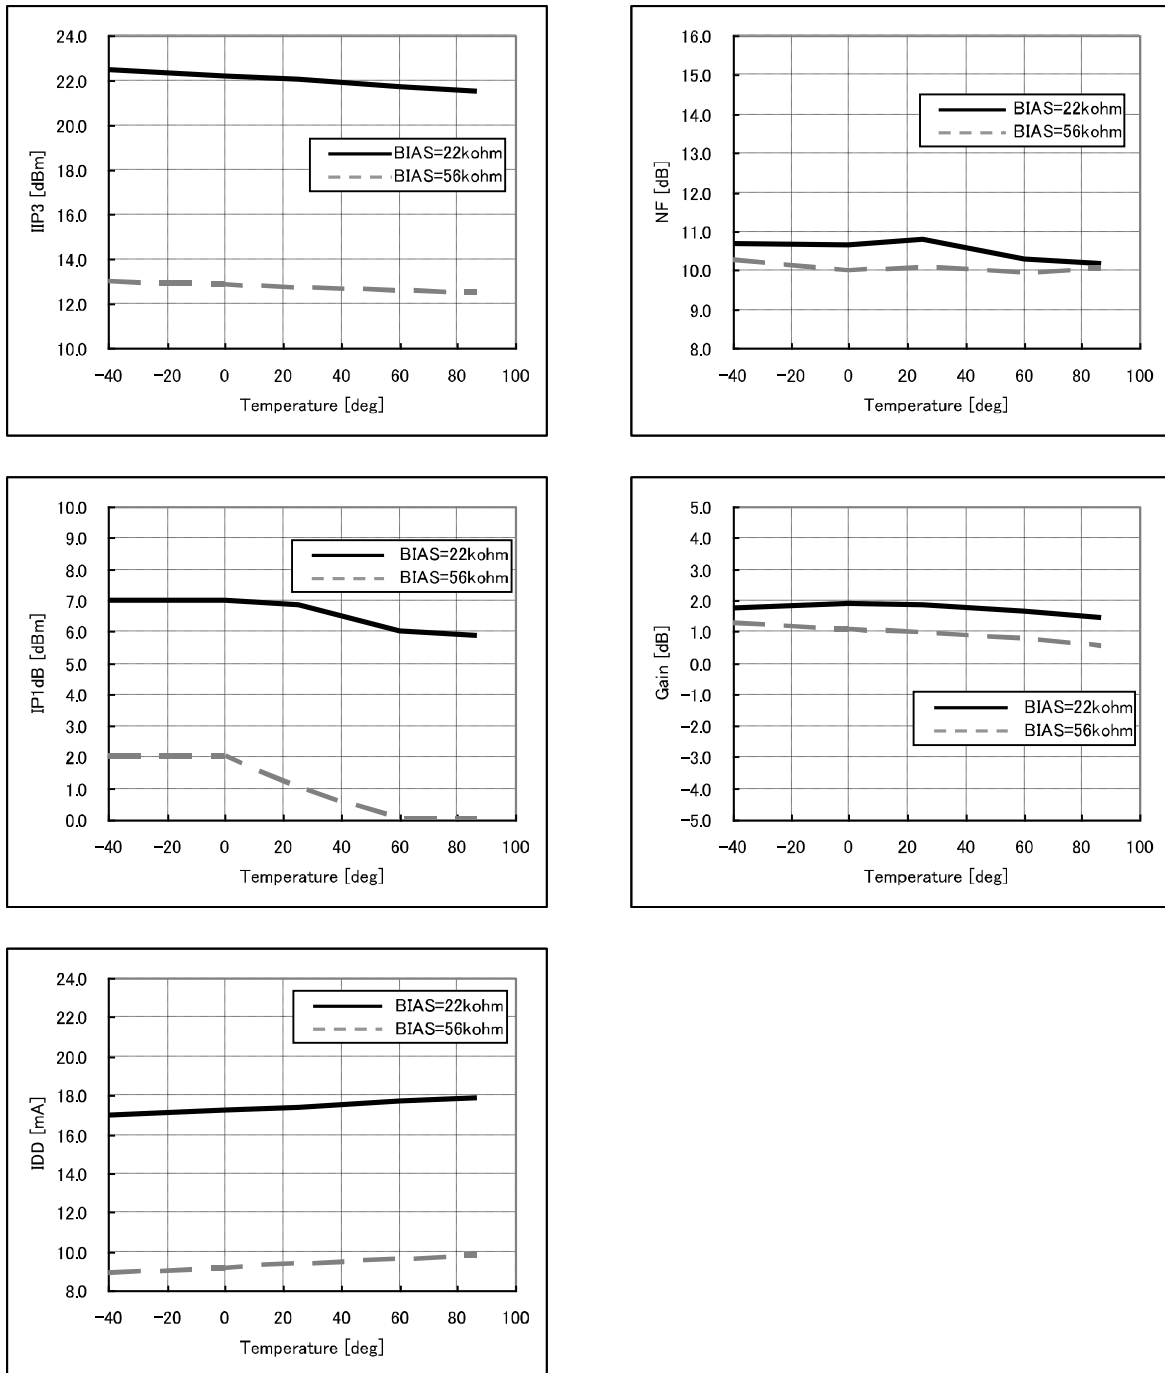 24.0
22.0
20.0
18.0
16.0
14.0
12.0
10.0
IIP3 [dBm]
BIAS=22kohm
BIAS=56kohm
-40 -20 0 20 40 60 80 100
Temperature [deg]
16.0
15.0
14.0
13.0
12.0
11.0
10.0
9.0
8.0
NF [dB]
BIAS=22kohm
BIAS=56kohm
-40 -20 0 20 40 60 80 100
Temperature [deg]
10.0
9.0
8.0
7.0
6.0
5.0
4.0
3.0
2.0
1.0
0.0
IP1dB [dBm]
BIAS=22kohm
BIAS=56kohm
-40 -20 0 20 40 60 80 100
Temperature [deg]
5.0
4.0
3.0
2.0
1.0
0.0
-1.0
-2.0
-3.0
-4.0
-5.0
Gain [dB]
BIAS=22kohm
BIAS=56kohm
-40 -20 0 20 40 60 80 100
Temperature [deg]
24.0
22.0
20.0
18.0
16.0
14.0
12.0
10.0
8.0
IDD [mA]
BIAS=22kohm
BIAS=56kohm
-40 -20 0 20 40 60 80 100
Temperature [deg]